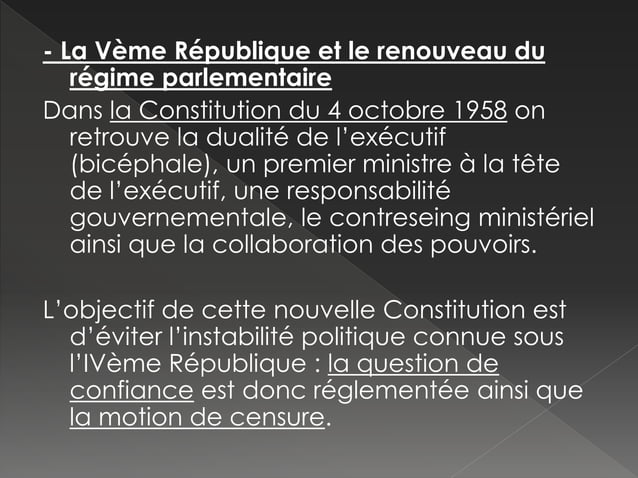 - La Vème République et le renouveau du
régime parlementaire
Dans la Constitution du 4 octobre 1958 on
retrouve la dualité de l’exécutif
(bicéphale), un premier ministre à la tête
de l’exécutif, une responsabilité
gouvernementale, le contreseing ministériel
ainsi que la collaboration des pouvoirs.
L’objectif de cette nouvelle Constitution est
d’éviter l’instabilité politique connue sous
l’IVème République : la question de
confiance est donc réglementée ainsi que
la motion de censure.